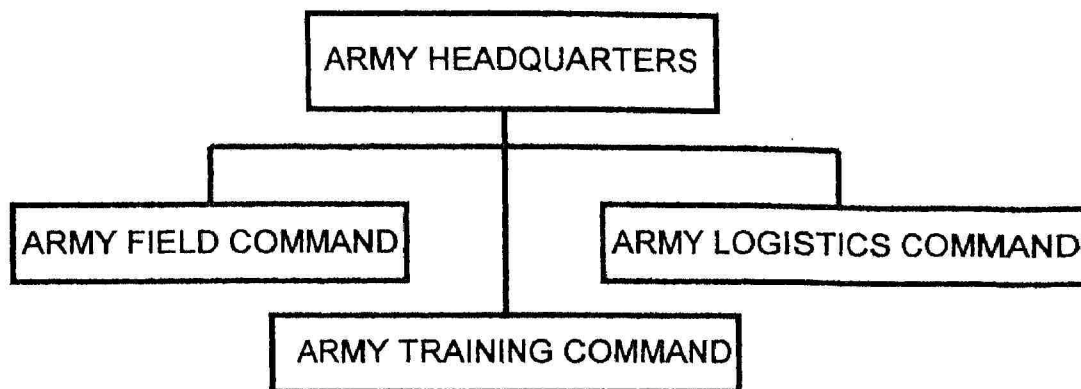 ARMY HEADQUARTERS
ARMY FIELD COMMAND
ARMY LOGISTICS COMMAND
ARMY TRAINING COMMAND